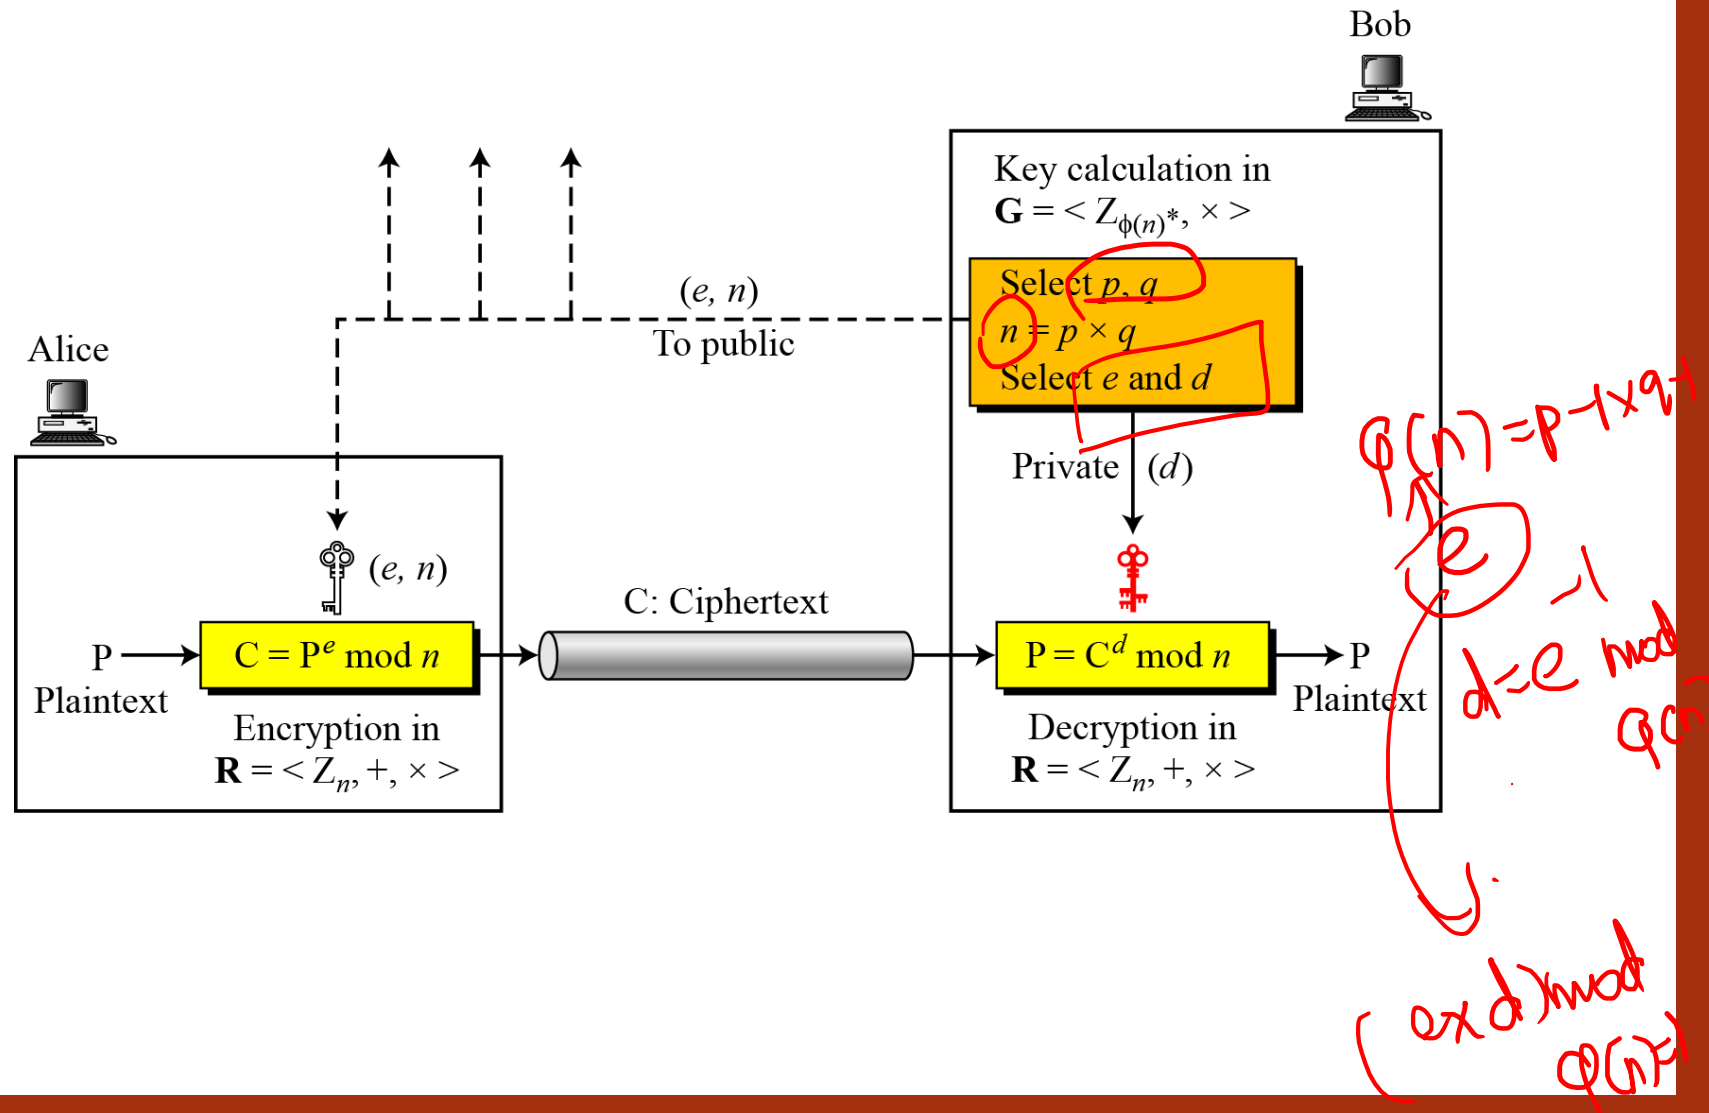 Bob
Key calculation in
G = < Zϕ(n)*, × >
Select p, q
n = p × q
Select e and d
(e, n)
To public
Alice
Private (d)
(e, n)
C: Ciphertext
P
Plaintext
C = P^e mod n
P = C^d mod n
P
Plaintext
Encryption in
R = < Zn, +, × >
Decryption in
R = < Zn, +, × >
φ(n) = p-1 × q-1
e
d = e^-1 mod
φ(n)
(e x d) mod
φ(n) = 1